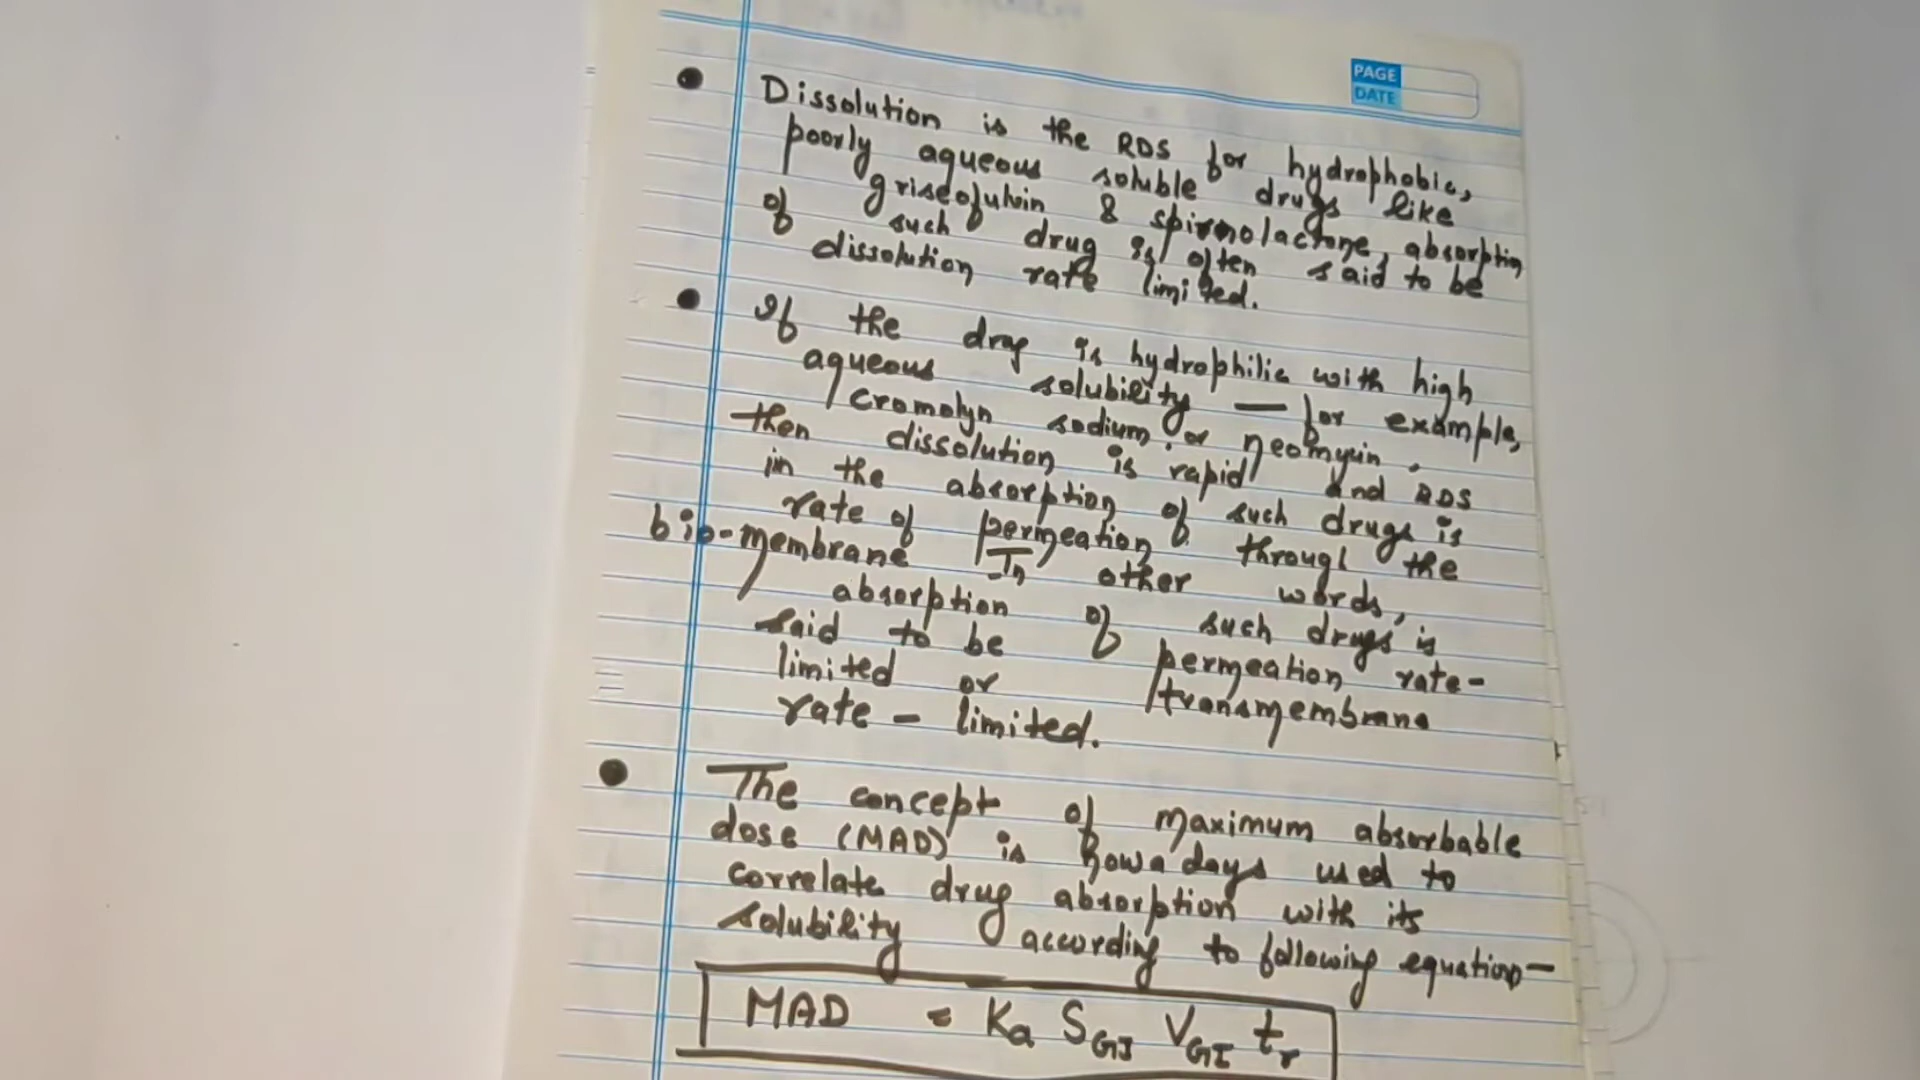 PAGE
DATE
• Dissolution is the RDS for hydrophobic,
poorly aqueous soluble drugs like
griseofulvin & spironolactone, absorption
of such drug is often said to be
dissolution rate limited.
• If the drug is hydrophilic with high
aqueous solubility — for example,
cromolyn sodium or neomycin,
then dissolution is rapid and RDS
in the absorption of such drugs is
rate of permeation through the
bio-membrane In other words,
absorption of such drugs is
said to be permeation rate-
limited or transmembrane
rate - limited.
• The concept of maximum absorbable
dose (MAD) is nowadays used to
correlate drug absorption with its
solubility according to following equation—
MAD = Ka SGI VGI tr